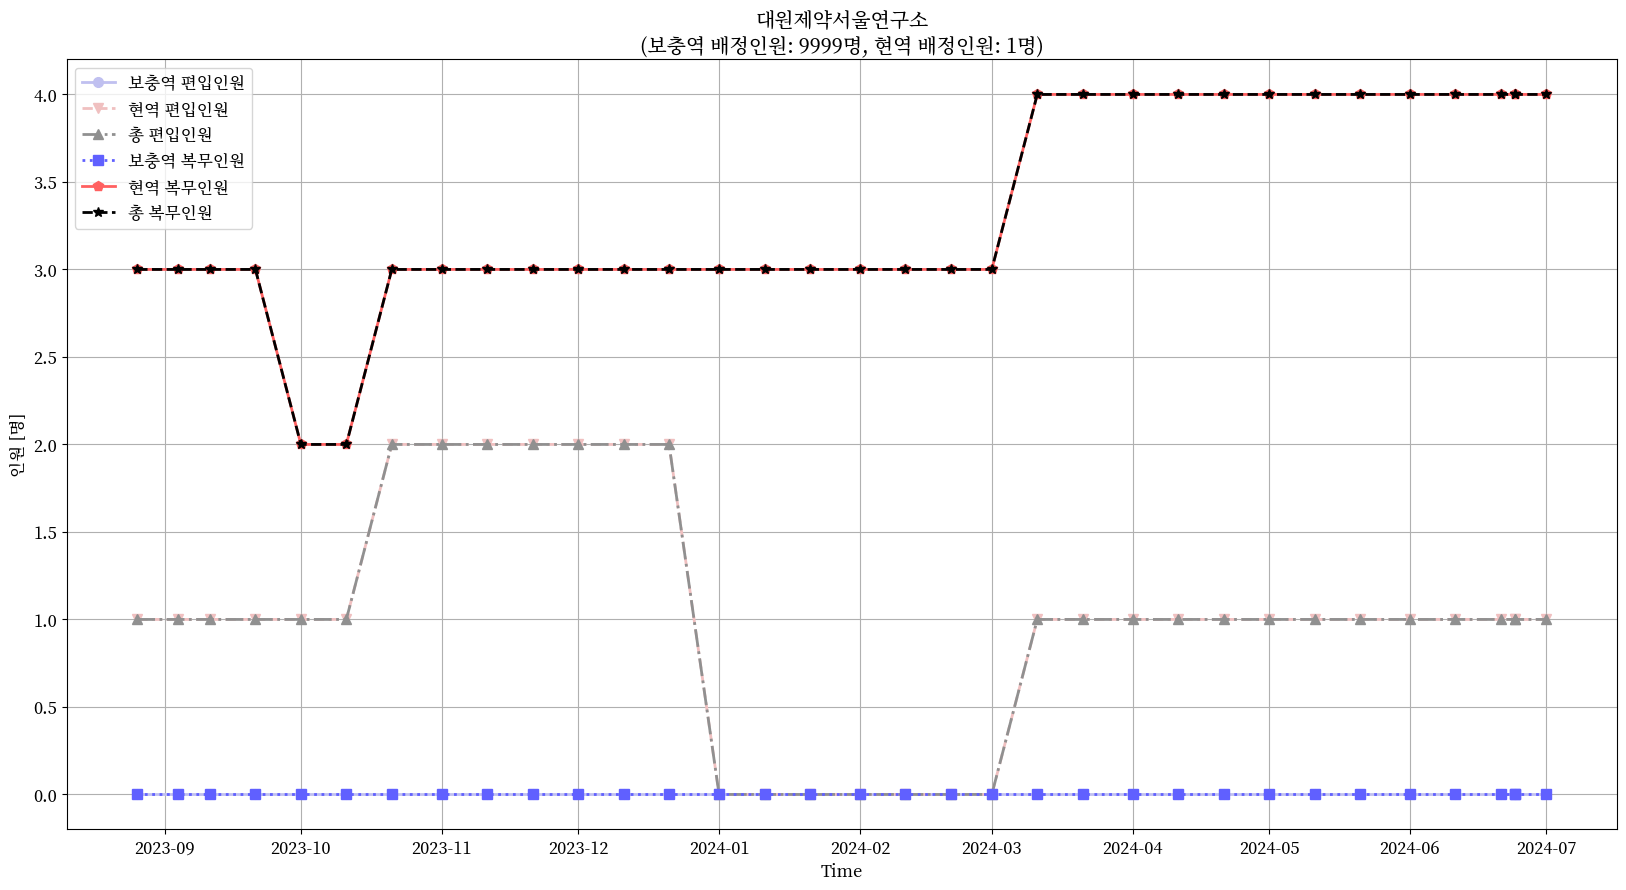 대원제약서울연구소
(보충역 배정인원: 9999명, 현역 배정인원: 1명)
보충역 편입인원
현역 편입인원
총 편입인원
보충역 복무인원
현역 복무인원
총 복무인원
인원 [명]
4.0
3.5
3.0
2.5
2.0
1.5
1.0
0.5
0.0
2023-09
2023-10
2023-11
2023-12
2024-01
2024-02
2024-03
2024-04
2024-05
2024-06
2024-07
Time